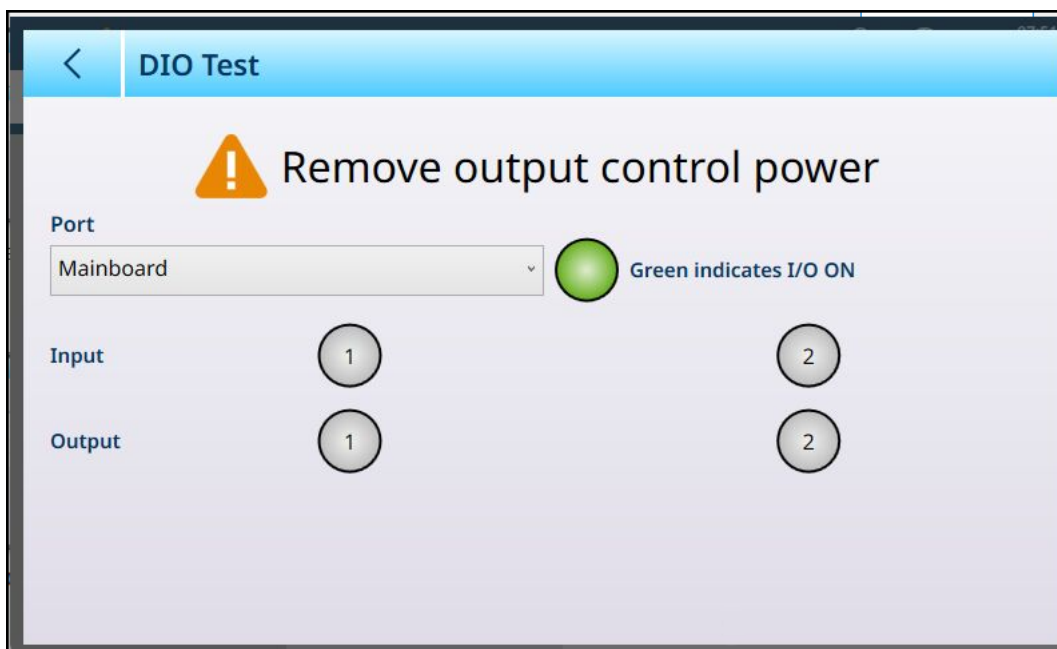 DIO Test
Remove output control power
Port
Mainboard
Green indicates I/O ON
Input 1 2
Output 1 2